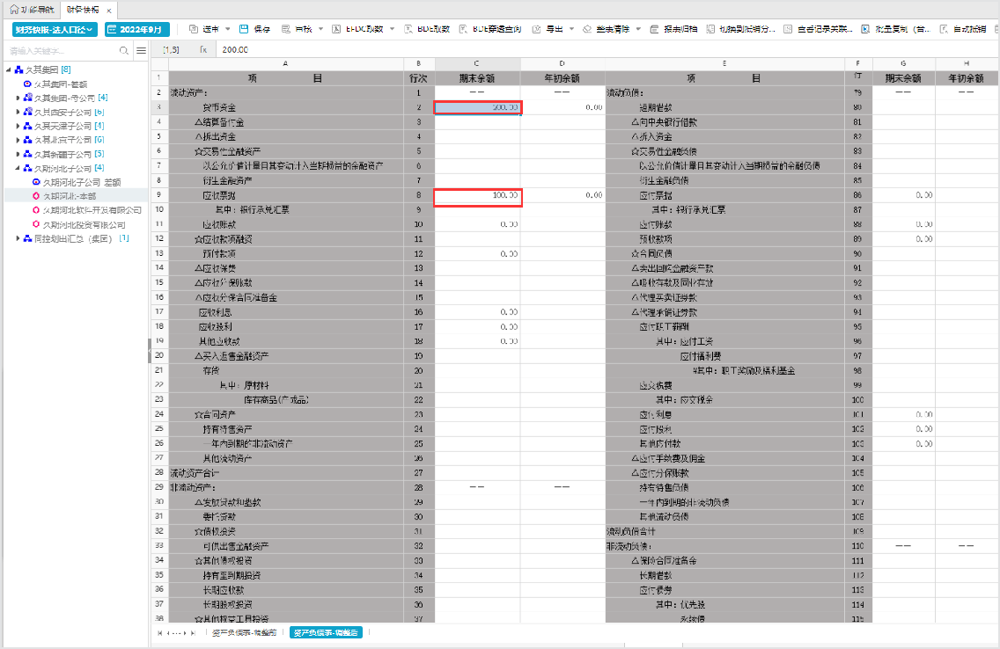 功能导航 财务快报 ×
财务快报-法人口径 2022年9月 送审 保存 审核 EFDC取数 BDE取数 BDE穿透查询 导出 整表清除 报表归档 切换到抵销分... 查看记录关联... 批量复制（合... 自动抵销
请输入关键字...
[1,3] fx 200.00
久其集团 [8]
久其集团-差额
久其集团-母公司 [4]
久其西安子公司 [6]
久其天津子公司 [4]
久其北京子公司 [6]
久其新疆子公司 [5]
久期河北子公司 [4]
久期河北子公司_差额
久期河北-本部
久期河北软件开发有限公司
久期河北投资有限公司
同控划出汇总（集团） [1]
A B C D E F G H
1 项 目 行次 期末余额 年初余额 项 目 行 期末余额 年初余额
2 流动资产： 1 —— —— 流动负债： 79 —— ——
3 货币资金 2 200.00 0.00 短期借款 80
4 △结算备付金 3 △向中央银行借款 81
5 △拆出资金 4 △拆入资金 82
6 ☆交易性金融资产 5 ☆交易性金融负债 83
7 以公允价值计量且其变动计入当期损益的金融资产 6 以公允价值计量且其变动计入当期损益的金融负债 84
8 衍生金融资产 7 衍生金融负债 85
9 应收票据 8 100.00 0.00 应付票据 86 0.00
10 其中：银行承兑汇票 9 其中：银行承兑汇票 87
11 应收账款 10 0.00 应付账款 88 0.00
12 ☆应收款项融资 11 预收款项 89 0.00
13 预付款项 12 0.00 ☆合同负债 90
14 △应收保费 13 △卖出回购金融资产款 91
15 △应收分保账款 14 △吸收存款及同业存放 92
16 △应收分保合同准备金 15 △代理买卖证券款 93
17 应收利息 16 0.00 △代理承销证券款 94
18 应收股利 17 0.00 应付职工薪酬 95
19 其他应收款 18 0.00 其中：应付工资 96
20 △买入返售金融资产 19 应付福利费 97
21 存货 20 #其中：职工奖励及福利基金 98
22 其中：原材料 21 应交税费 99
23 库存商品(产成品) 22 其中：应交税金 100
24 ☆合同资产 23 应付利息 101 0.00
25 持有待售资产 24 应付股利 102 0.00
26 一年内到期的非流动资产 25 其他应付款 103 0.00
27 其他流动资产 26 △应付手续费及佣金 104
28 流动资产合计 27 △应付分保账款 105
29 非流动资产： 28 —— —— 持有待售负债 106
30 △发放贷款和垫款 29 一年内到期的非流动负债 107
31 委托贷款 30 其他流动负债 108
32 ☆债权投资 31 流动负债合计 109
33 可供出售金融资产 32 非流动负债： 110 —— ——
34 ☆其他债权投资 33 △保险合同准备金 111
35 持有至到期投资 34 长期借款 112
36 长期应收款 35 应付债券 113
37 长期股权投资 36 其中：优先股 114
38 ☆其他权益工具投资 37 永续债 115
资产负债表-调整前 资产负债表-调整后